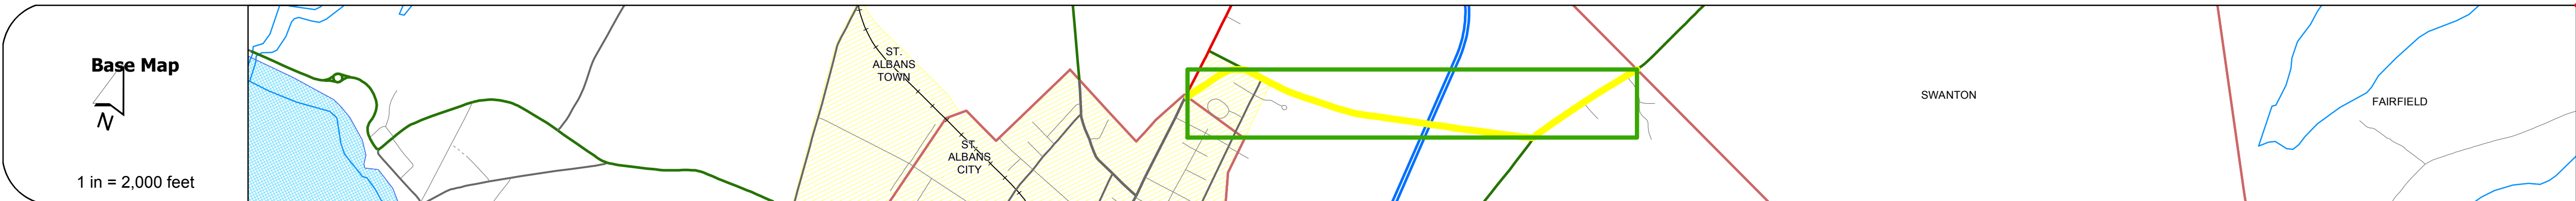 Base Map
N
1 in = 2,000 feet
ST.
ALBANS
TOWN
ST.
ALBANS
CITY
SWANTON
FAIRFIELD